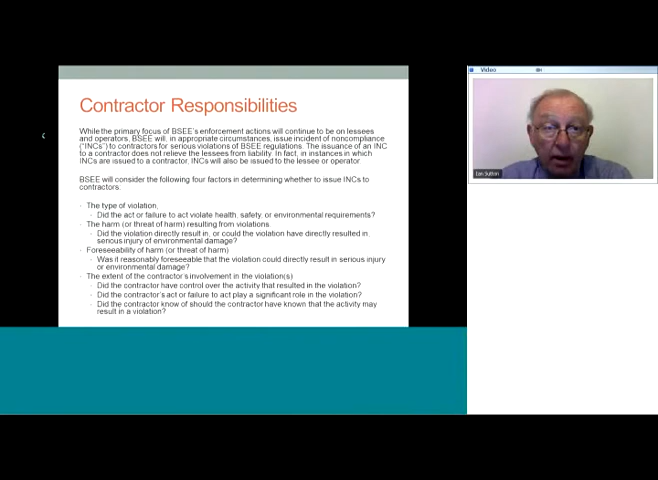 Contractor Responsibilities
While the primary focus of BSEE's enforcement actions will continue to be on lessees
and operators, BSEE will, in appropriate circumstances, issue incident of noncompliance
("INCs") to contractors for serious violations of BSEE regulations. The issuance of an INC
to a contractor does not relieve the lessees from liability. In fact, in instances in which
INCs are issued to a contractor, INCs will also be issued to the lessee or operator
BSEE will consider the following four factors in determining whether to issue INCs to
contractors:
The type of violation,
Did the act or failure to act violate health, safety, or environmental requirements?
The harm (or threat of harm) resulting from violations
Did the violation directly result in, or could the violation have directly resulted in,
serious injury of environmental damage?
Foreseeability of harm (or threat of harm)
Was it reasonably foreseeable that the violation could directly result in serious injury
or environmental damage?
The extent of the contractor's involvement in the violation(s)
Did the contractor have control over the activity that resulted in the violation?
Did the contractor's act or failure to act play a significant role in the violation?
Did the contractor know of should the contractor have known that the activity may
result in a violation?
Video
Ian Sutton